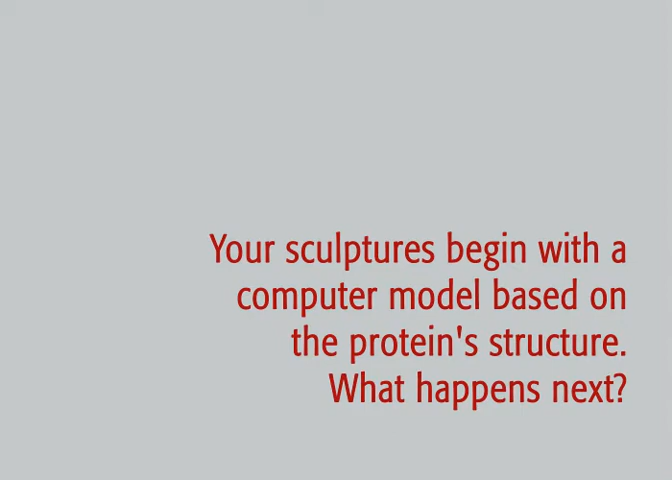 Your sculptures begin with a
computer model based on
the protein's structure.
What happens next?